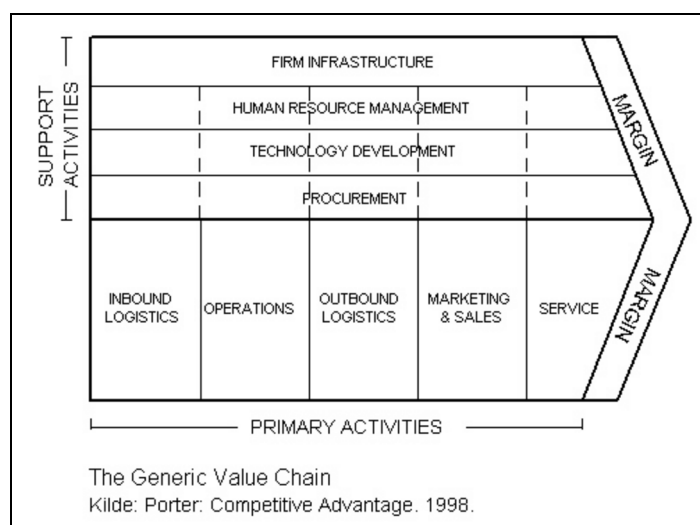 SUPPORT
ACTIVITIES
FIRM INFRASTRUCTURE
HUMAN RESOURCE MANAGEMENT
TECHNOLOGY DEVELOPMENT
PROCUREMENT
MARGIN
INBOUND
LOGISTICS
OPERATIONS
OUTBOUND
LOGISTICS
MARKETING
& SALES
SERVICE
MARGIN
PRIMARY ACTIVITIES
The Generic Value Chain
Kilde: Porter: Competitive Advantage. 1998.